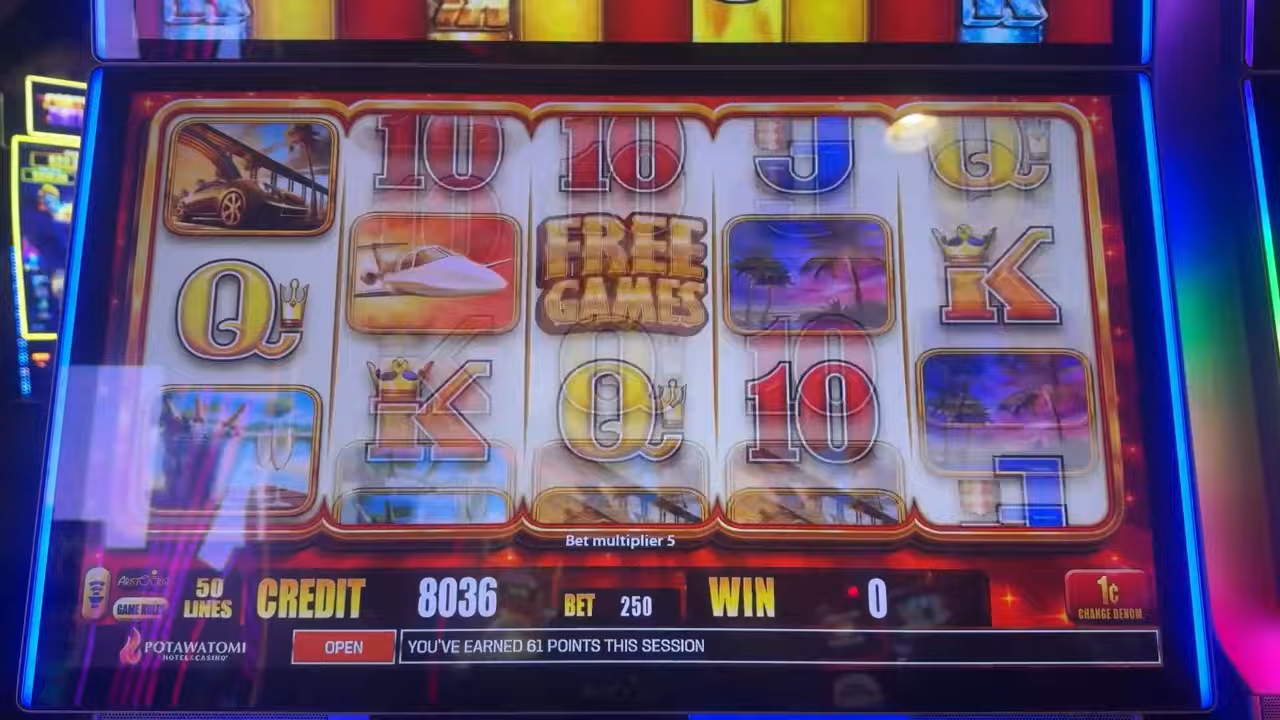 10 10 J Q
FREE
GAMES
K
Q
K Q 10
J
Bet multiplier 5
ARISTOCRAT
GAME RULES
50
LINES
CREDIT 8036 BET 250 WIN 0
1¢
CHANGE DENOM
POTAWATOMI
HOTEL & CASINO
OPEN YOU'VE EARNED 61 POINTS THIS SESSION